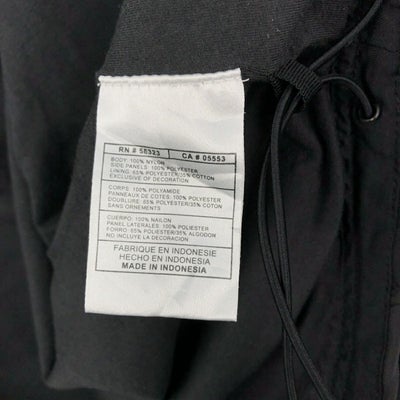 RN # 58323 CA # 05553
BODY: 100% NYLON
SIDE PANELS: 100% POLYESTER
LINING: 65% POLYESTER/35% COTTON
EXCLUSIVE OF DECORATION
CORPS: 100% POLYAMIDE
PANNEAUX DE COTES: 100% POLYESTER
DOUBLURE: 65% POLYESTER/35% COTON
SANS ORNEMENTS
CUERPO: 100% NAILON
PANEL LATERALES: 100% POLIESTER
FORRO: 65% POLIESTER/35% ALGODON
NO INCLUYE LA DECORACION
FABRIQUE EN INDONESIE
HECHO EN INDONESIA
MADE IN INDONESIA